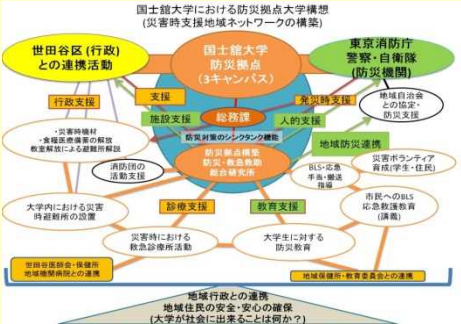 国士舘大学における防災拠点大学構想
(災害時支援地域ネットワークの構築)
世田谷区(行政)
との連携活動
国士舘大学
防災拠点
(3キャンパス)
東京消防庁
警察・自衛隊
(防災機関)
行政支援
支援
発災時支援
地域自治会
との協定・
防災支援
施設支援
総務課
人的支援
・災害時機材
・食糧医療備蓄の解放
教室解放による避難所解説
防災対策のシンクタンク機能
地域防災連携
消防団の
活動支援
防災拠点構築
防災・救急救助
総合研究所
BLS・応急
手当・搬送
指導
災害ボランティア
育成(学生・住民)
大学内における災害
時避難所の設置
診療支援
教育支援
市民へのBLS
応急救護教育
(講義)
災害時における
救急診療所活動
大学生に対する
防災教育
世田谷医師会・保健所
地域機関病院との連携
地域保健所・教育委員会との連携
地域行政との連携
地域住民の安全・安心の確保
(大学が社会に出来ることは何か?)